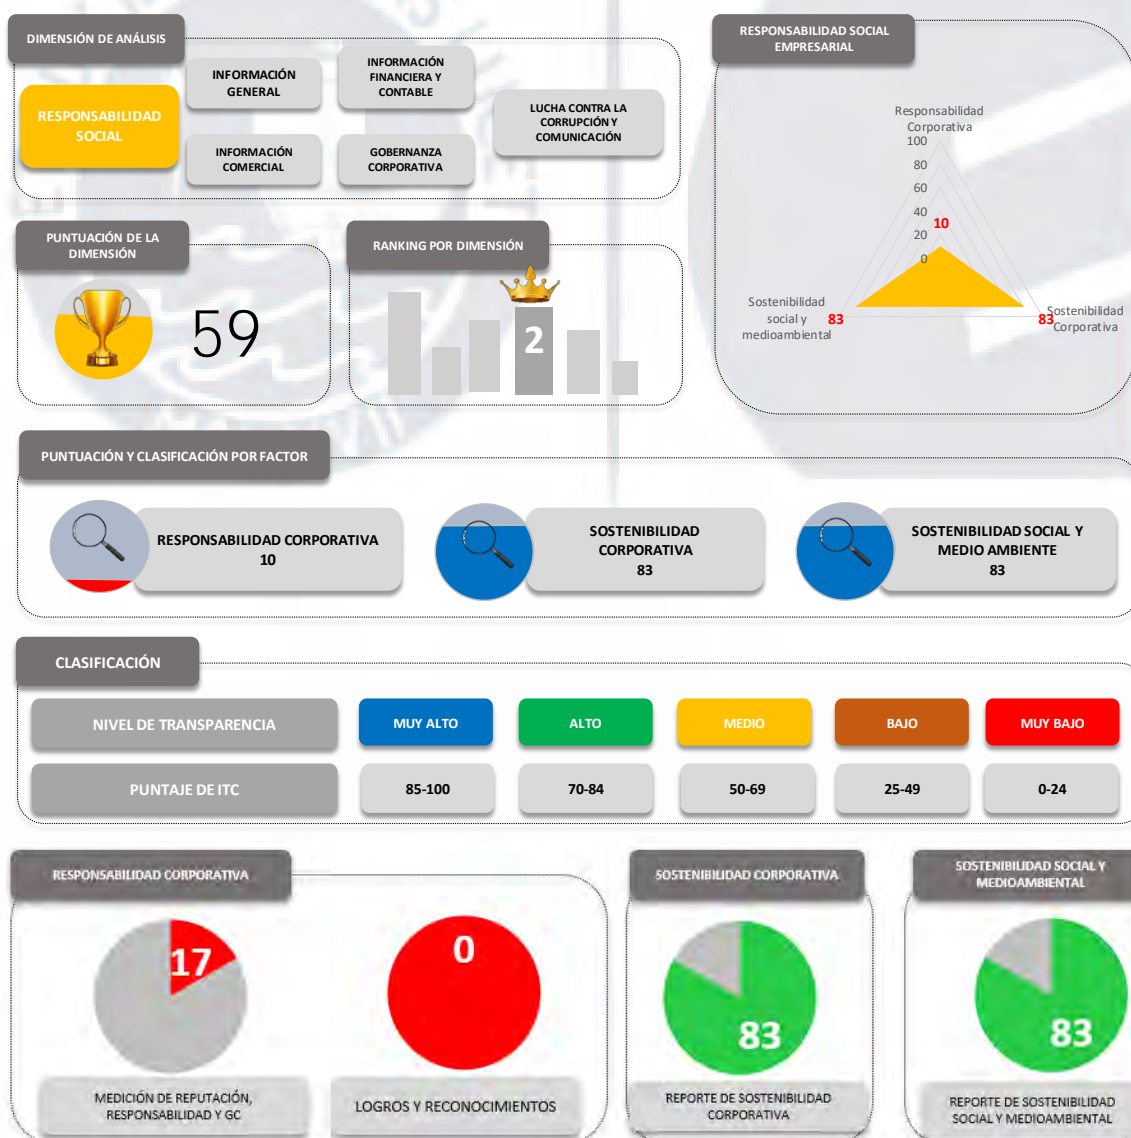 DIMENSIÓN DE ANÁLISIS
RESPONSABILIDAD
SOCIAL
INFORMACIÓN
GENERAL
INFORMACIÓN
FINANCIERA Y
CONTABLE
LUCHA CONTRA LA
CORRUPCIÓN Y
COMUNICACIÓN
INFORMACIÓN
COMERCIAL
GOBERNANZA
CORPORATIVA
RESPONSABILIDAD SOCIAL
EMPRESARIAL
Responsabilidad
Corporativa
100
80
60
40
20
0
10
Sostenibilidad
social y
medioambiental
83
83
Sostenibilidad
Corporativa
PUNTUACIÓN DE LA
DIMENSIÓN
59
RANKING POR DIMENSIÓN
2
PUNTUACIÓN Y CLASIFICACIÓN POR FACTOR
RESPONSABILIDAD CORPORATIVA
10
SOSTENIBILIDAD
CORPORATIVA
83
SOSTENIBILIDAD SOCIAL Y
MEDIO AMBIENTE
83
CLASIFICACIÓN
NIVEL DE TRANSPARENCIA
MUY ALTO
ALTO
MEDIO
BAJO
MUY BAJO
PUNTAJE DE ITC
85-100
70-84
50-69
25-49
0-24
RESPONSABILIDAD CORPORATIVA
17
MEDICIÓN DE REPUTACIÓN,
RESPONSABILIDAD Y GC
0
LOGROS Y RECONOCIMIENTOS
SOSTENIBILIDAD CORPORATIVA
83
REPORTE DE SOSTENIBILIDAD
CORPORATIVA
SOSTENIBILIDAD SOCIAL Y
MEDIOAMBIENTAL
83
REPORTE DE SOSTENIBILIDAD
SOCIAL Y MEDIOAMBIENTAL